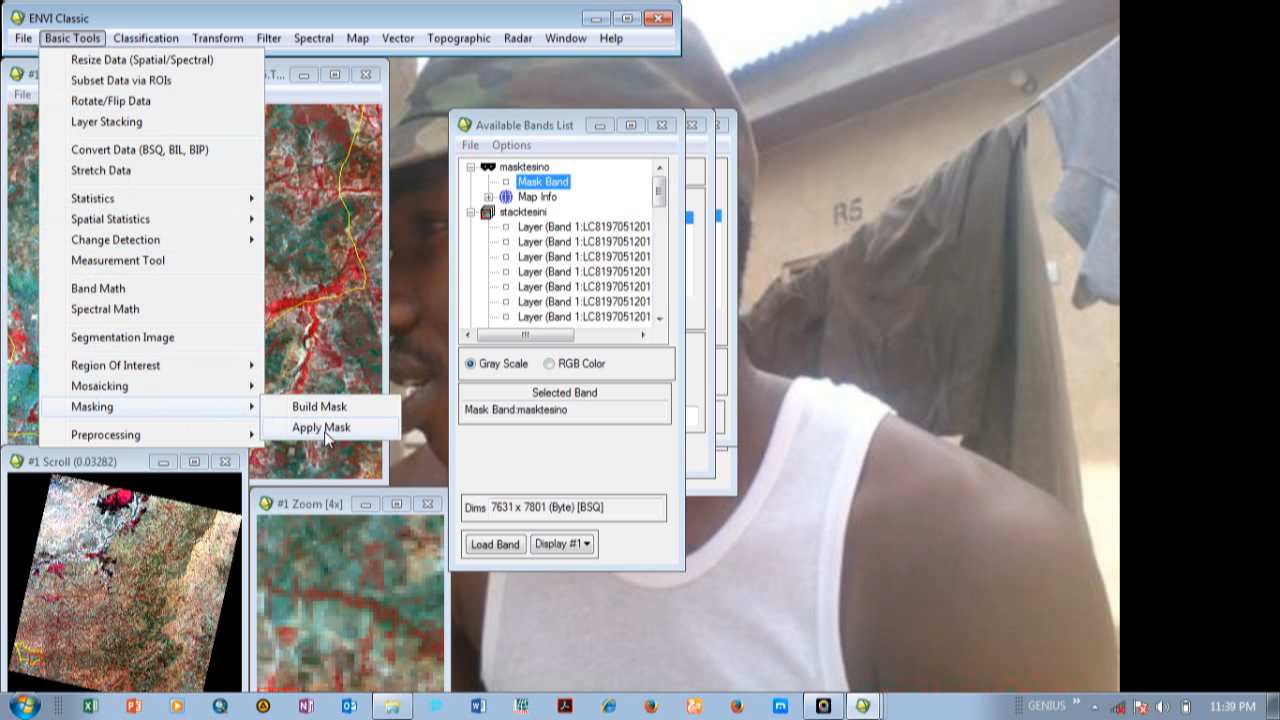 ENVI Classic
File Basic Tools Classification Transform Filter Spectral Map Vector Topographic Radar Window Help
Resize Data (Spatial/Spectral)
Subset Data via ROIs
Rotate/Flip Data
Layer Stacking
Convert Data (BSQ, BIL, BIP)
Stretch Data
Statistics
Spatial Statistics
Change Detection
Measurement Tool
Band Math
Spectral Math
Segmentation Image
Region Of Interest
Mosaicking
Masking
Preprocessing
Build Mask
Apply Mask
#1
.T...
File
Available Bands List
File Options
masktesino
Mask Band
Map Info
stacktesini
Layer (Band 1:LC8197051201
Layer (Band 1:LC8197051201
Layer (Band 1:LC8197051201
Layer (Band 1:LC8197051201
Layer (Band 1:LC8197051201
Layer (Band 1:LC8197051201
Layer (Band 1:LC8197051201
Gray Scale RGB Color
Selected Band
Mask Band:masktesino
Dims 7631 x 7801 (Byte) [BSQ]
Load Band Display #1
#1 Scroll (0.03282)
#1 Zoom [4x]
R5
GENIUS
11:39 PM